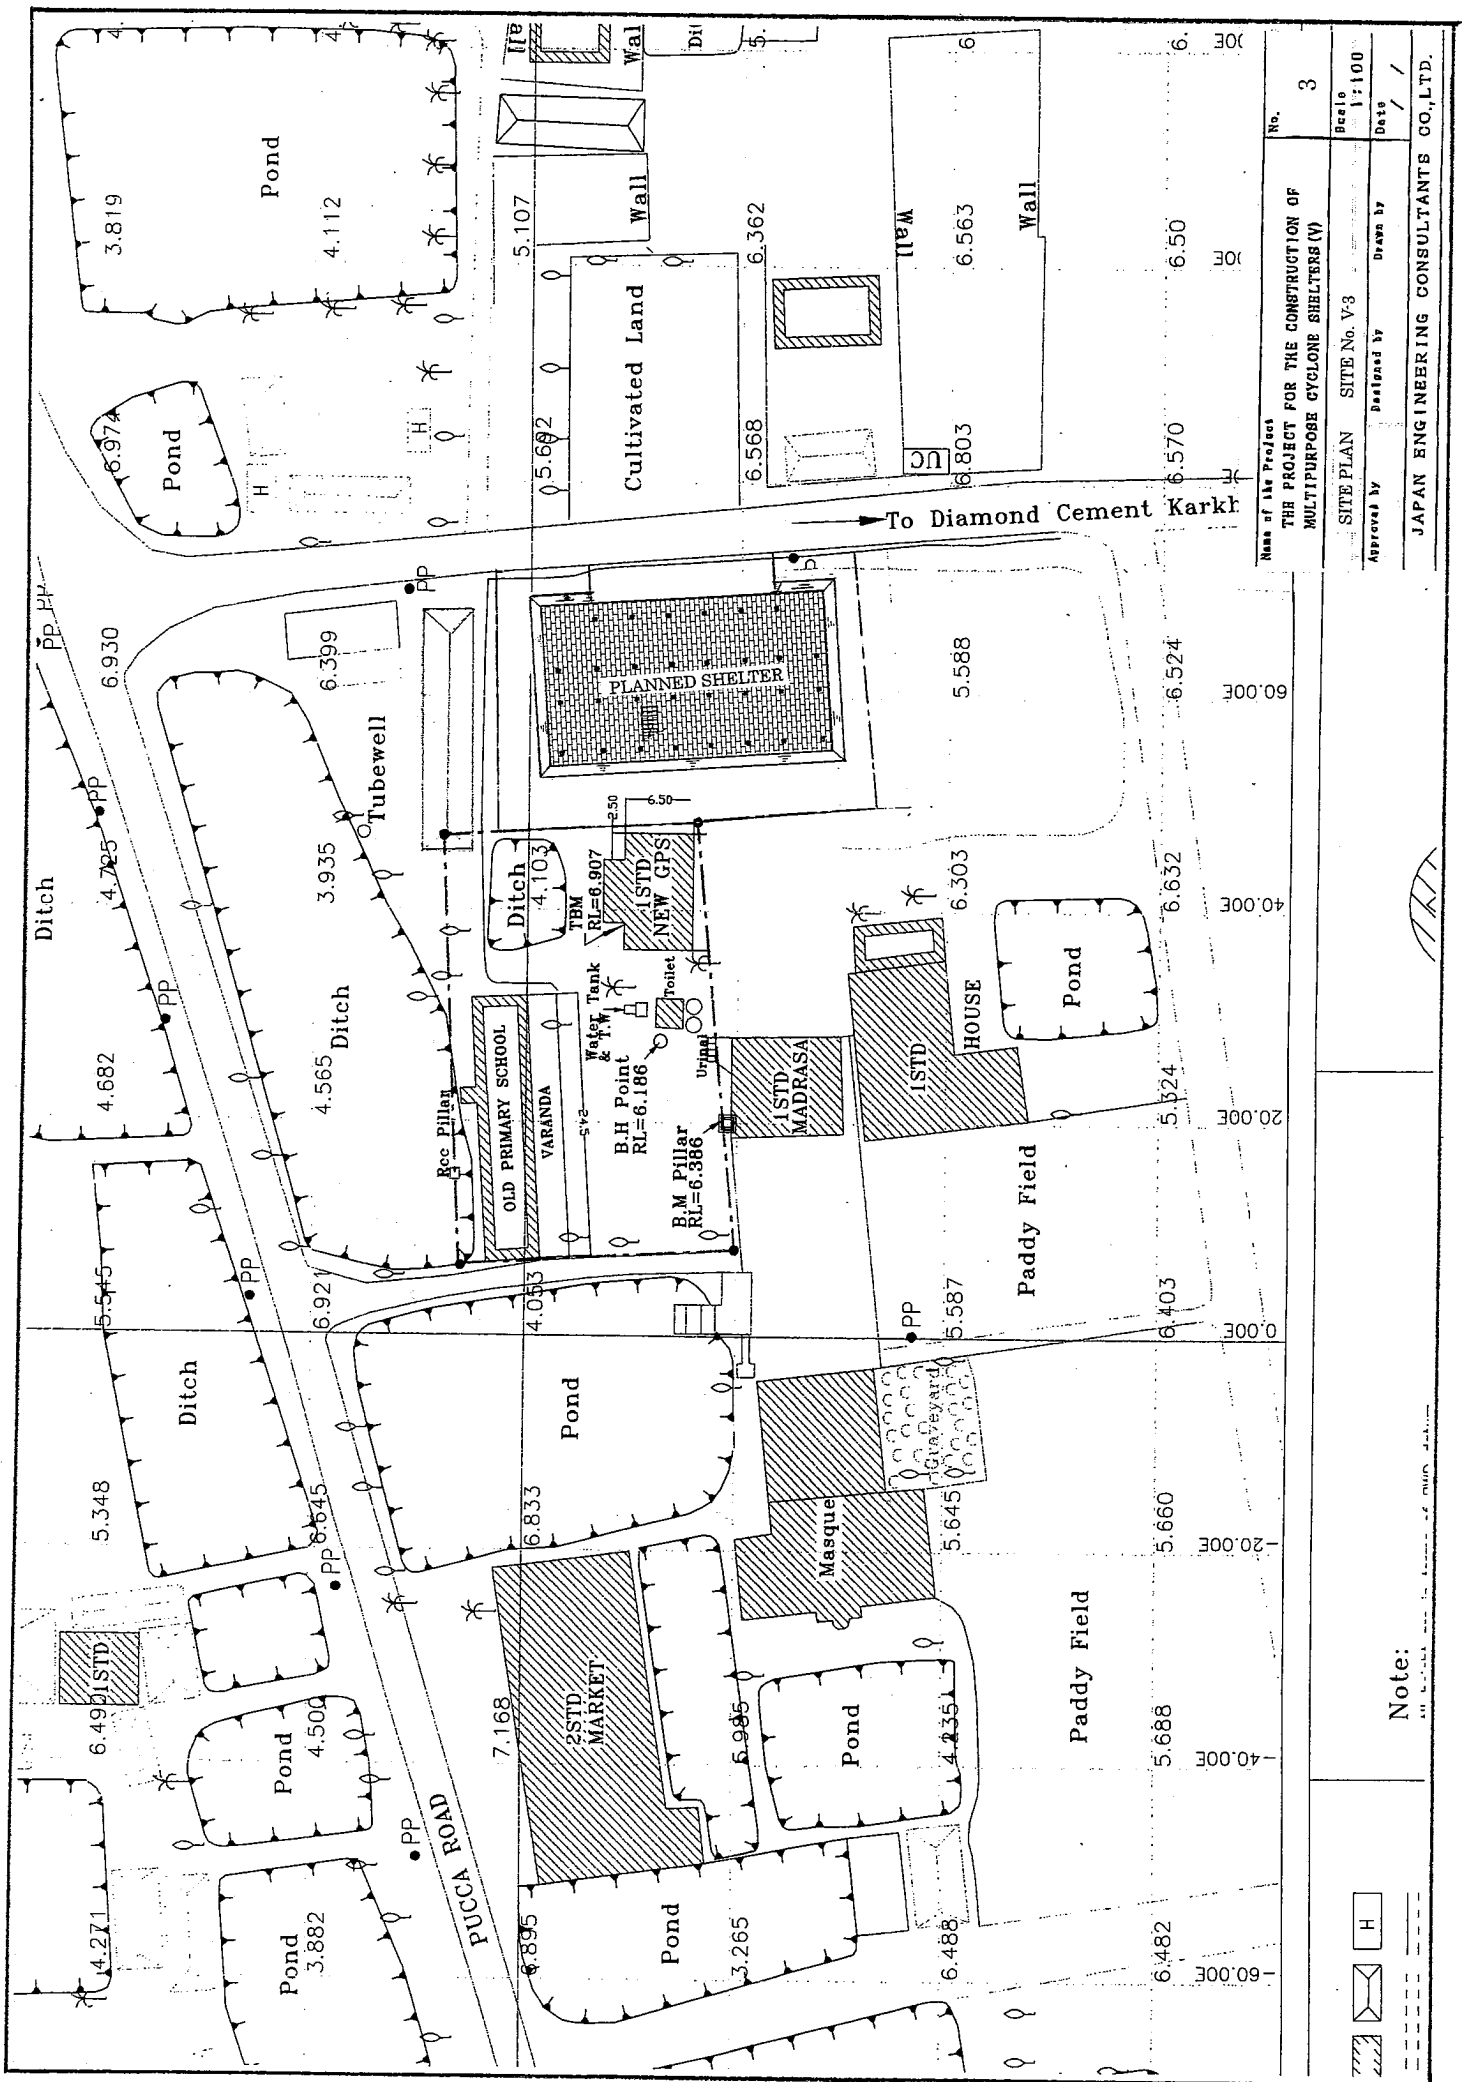 Pond
3.819
4.112
Pond
6.974
H
H
Wall
Wall
5.107
Wall
Wall
6.362
6.563
6.50
Cultivated Land
5.692
6.568
6.803
6.570
UC
To Diamond Cement Karkh
PP
PP
PP
6.930
6.399
Tubewell
PLANNED SHELTER
5.588
6.524
60.00E
Ditch
PP
4.725
3.935
Ditch
4.103
TBM
RL=6.907
2.50
6.50
1STD
NEW GPS
6.303
6.632
40.00E
PP
4.682
4.565
Ditch
Rcc Pillar
OLD PRIMARY SCHOOL
VARANDA
24.5
Water Tank
& T.W
Toilet
B.H Point
RL=6.186
Urinal
B.M Pillar
RL=6.386
1STD
MADRASA
1STD
HOUSE
Pond
5.324
20.00E
Paddy Field
5.545
PP
6.921
4.053
PP
5.587
6.403
0.00E
Ditch
Pond
Graveyard
5.348
6.645
PP
6.833
Masque
5.645
5.660
-20.00E
1STD
6.490
4.500
Pond
7.168
2STD
MARKET
5.985
Pond
4.235
Paddy Field
5.688
-40.00E
PP
PUCCA ROAD
4.271
Pond
3.882
6.895
Pond
3.265
6.488
6.482
-60.00E
Name of the Project
THE PROJECT FOR THE CONSTRUCTION OF
MULTIPURPOSE CYCLONE SHELTERS (V)
No.
3
SITE PLAN SITE No. V-3
Scale
1:100
Approved by
Designed by
Drawn by
Date
/ /
JAPAN ENGINEERING CONSULTANTS CO.,LTD.
Note:
H